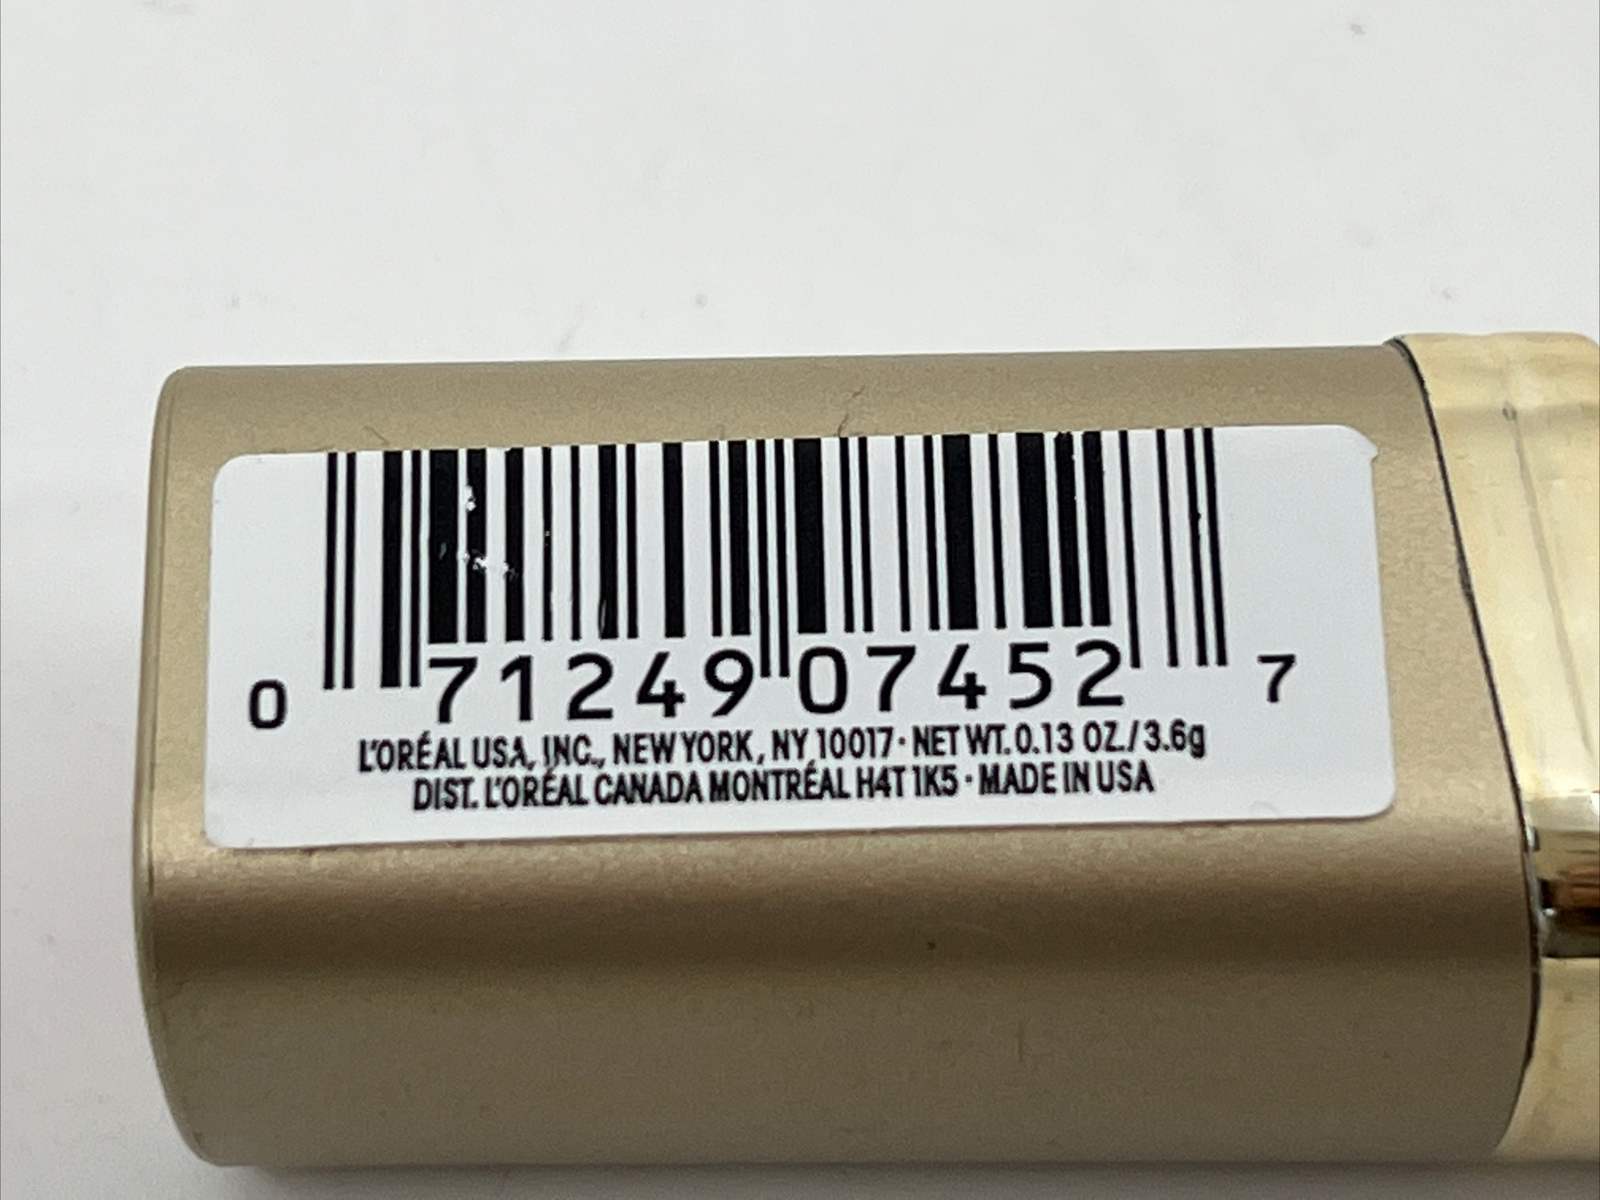 0 71249 07452 7
L'ORÉAL USA, INC., NEW YORK, NY 10017 · NET WT. 0.13 OZ./3.6g
DIST. L'ORÉAL CANADA MONTRÉAL H4T 1K5 · MADE IN USA